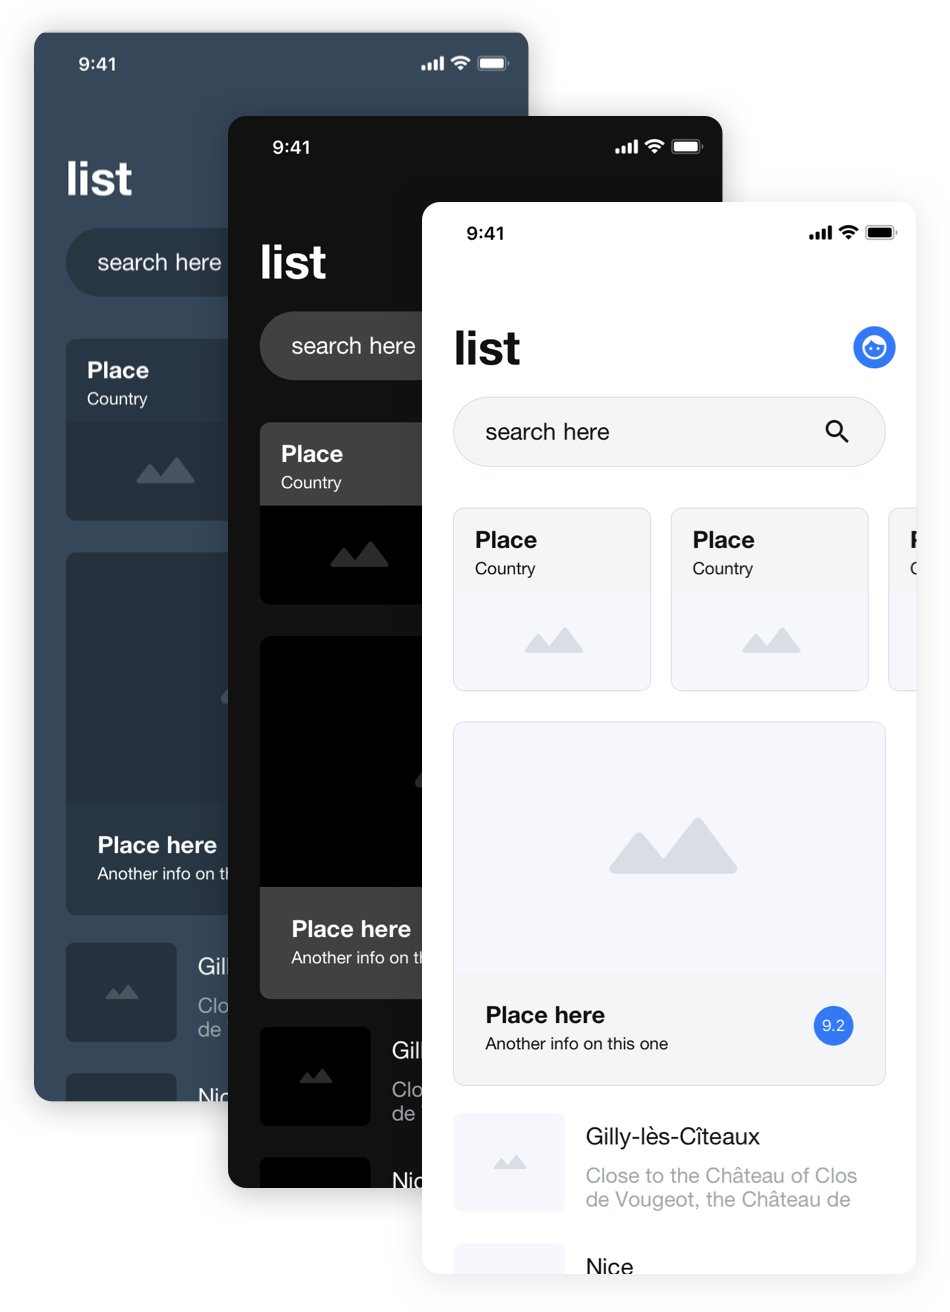 9:41
list
search here
Place
Country
Place here
Another info on t
Gil
Clo
de
Nic
9:41
list
search here
Place
Country
Place here
Another info on t
Gil
Clo
de
Nic
9:41
list
search here
Place
Country
Place
Country
Place here
Another info on this one
9.2
Gilly-lès-Cîteaux
Close to the Château of Clos
de Vougeot, the Château de
Nice